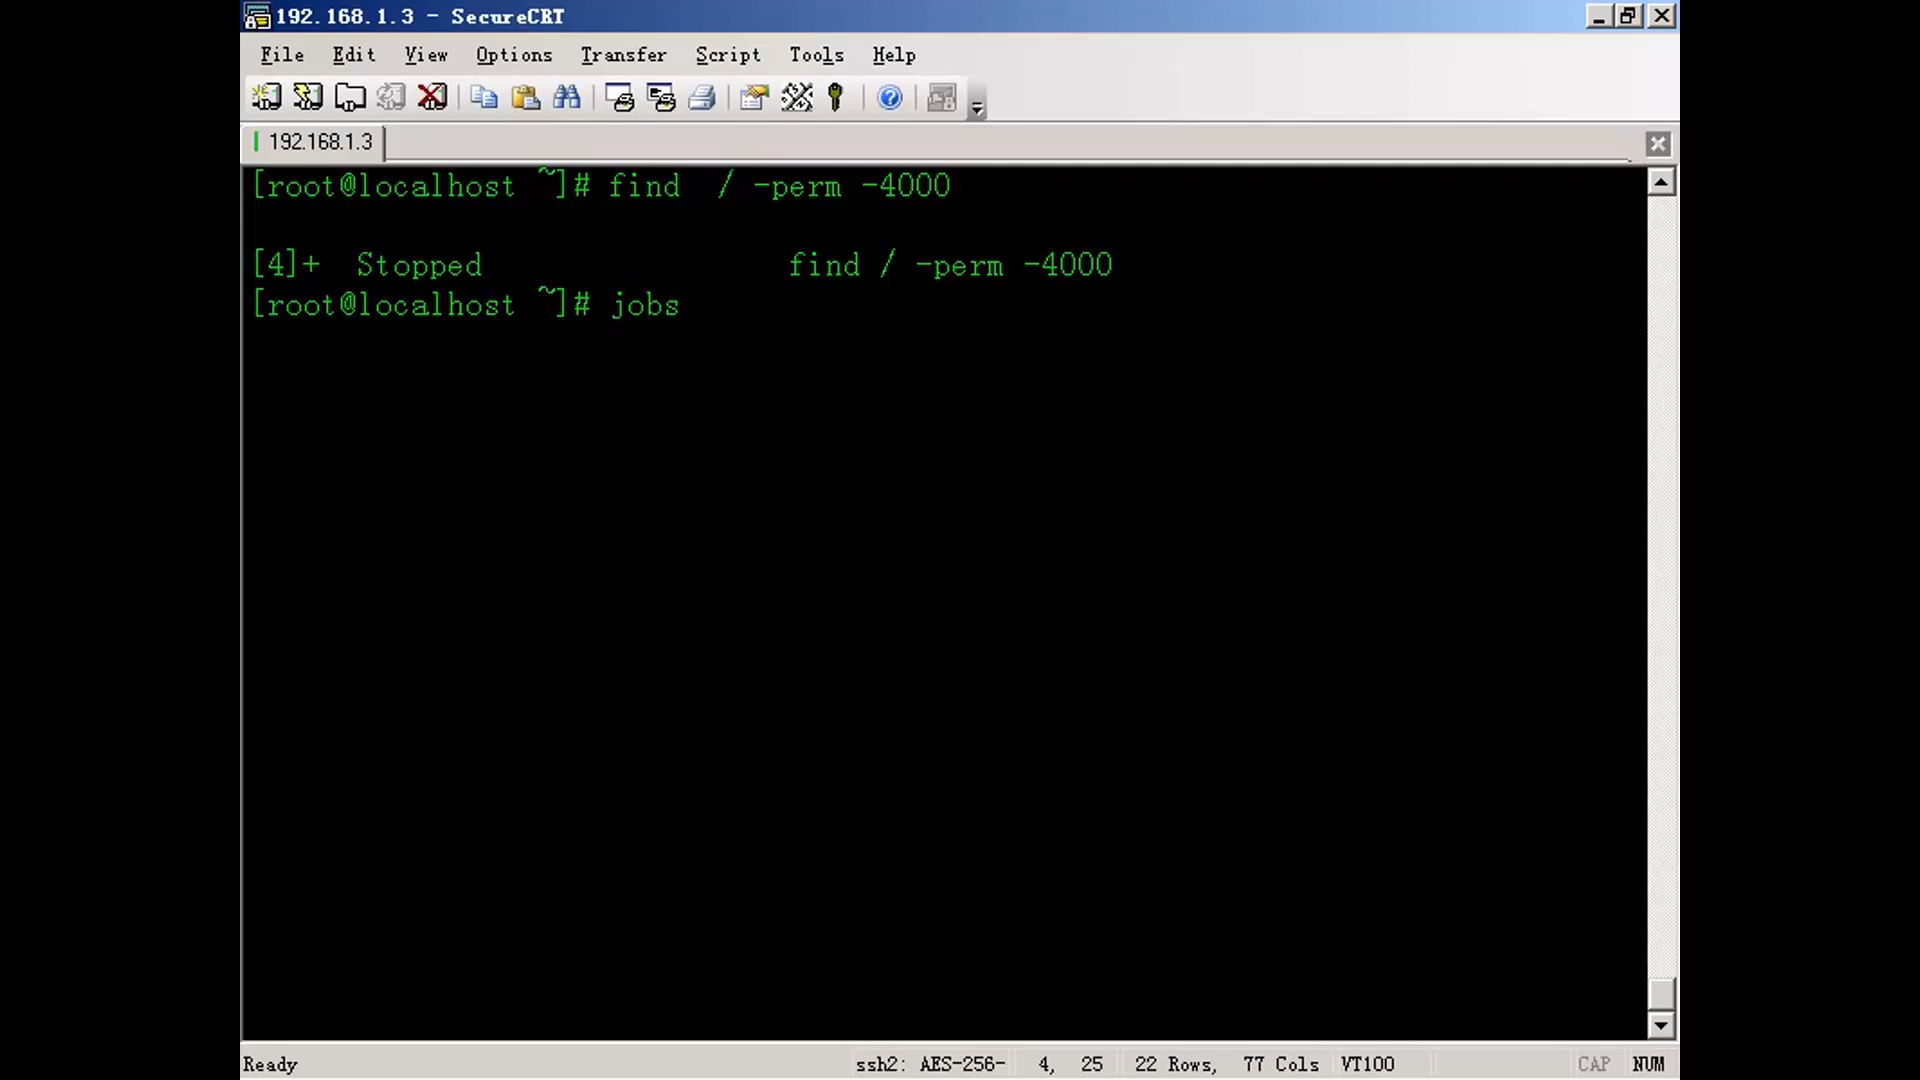 192.168.1.3 - SecureCRT
File Edit View Options Transfer Script Tools Help
192.168.1.3
[root@localhost ~]# find  / -perm -4000
[4]+  Stopped                 find / -perm -4000
[root@localhost ~]# jobs
Ready ssh2: AES-256- 4, 25 22 Rows, 77 Cols VT100 CAP NUM